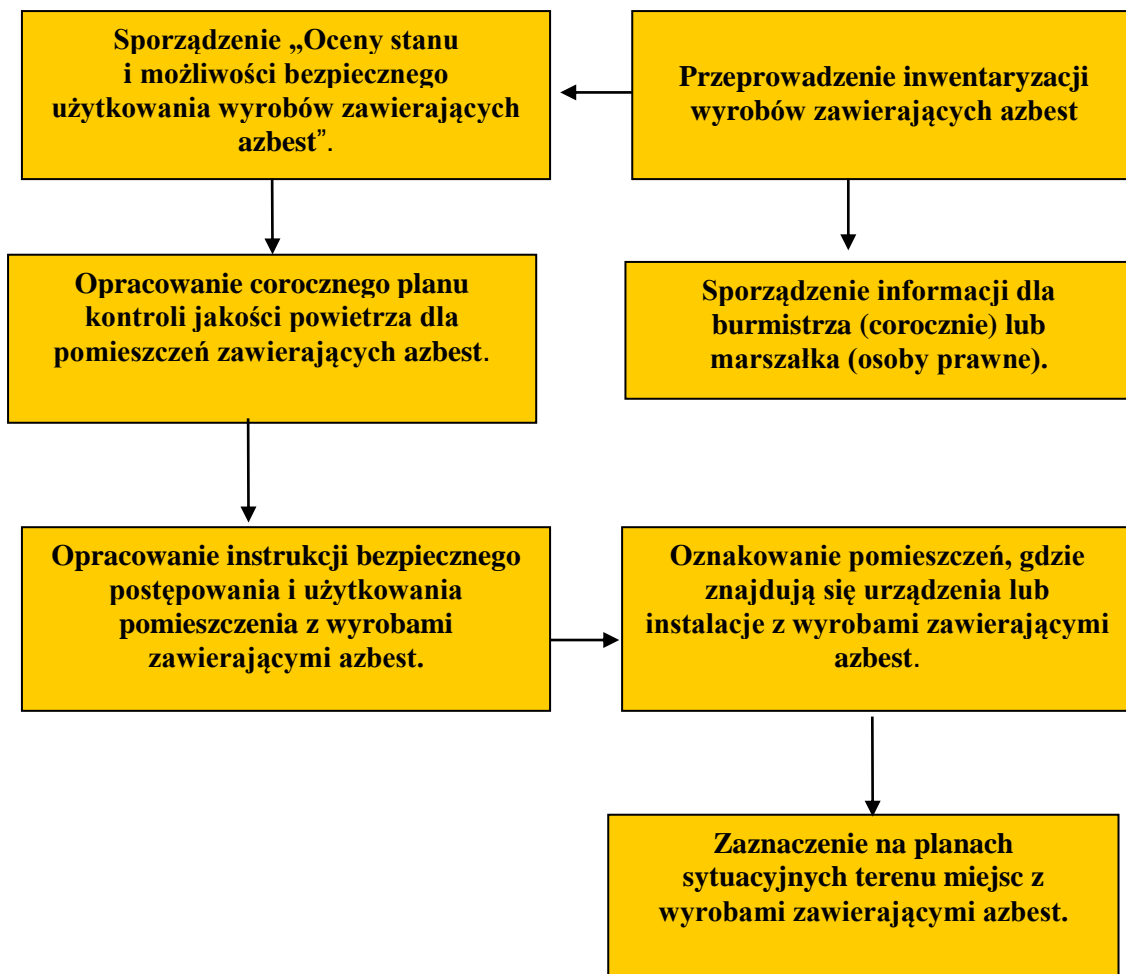 Sporządzenie „Oceny stanu
i możliwości bezpiecznego
użytkowania wyrobów zawierających
azbest”.
Przeprowadzenie inwentaryzacji
wyrobów zawierających azbest
Opracowanie corocznego planu
kontroli jakości powietrza dla
pomieszczeń zawierających azbest.
Sporządzenie informacji dla
burmistrza (corocznie) lub
marszałka (osoby prawne).
Opracowanie instrukcji bezpiecznego
postępowania i użytkowania
pomieszczenia z wyrobami
zawierającymi azbest.
Oznakowanie pomieszczeń, gdzie
znajdują się urządzenia lub
instalacje z wyrobami zawierającymi
azbest.
Zaznaczenie na planach
sytuacyjnych terenu miejsc z
wyrobami zawierającymi azbest.